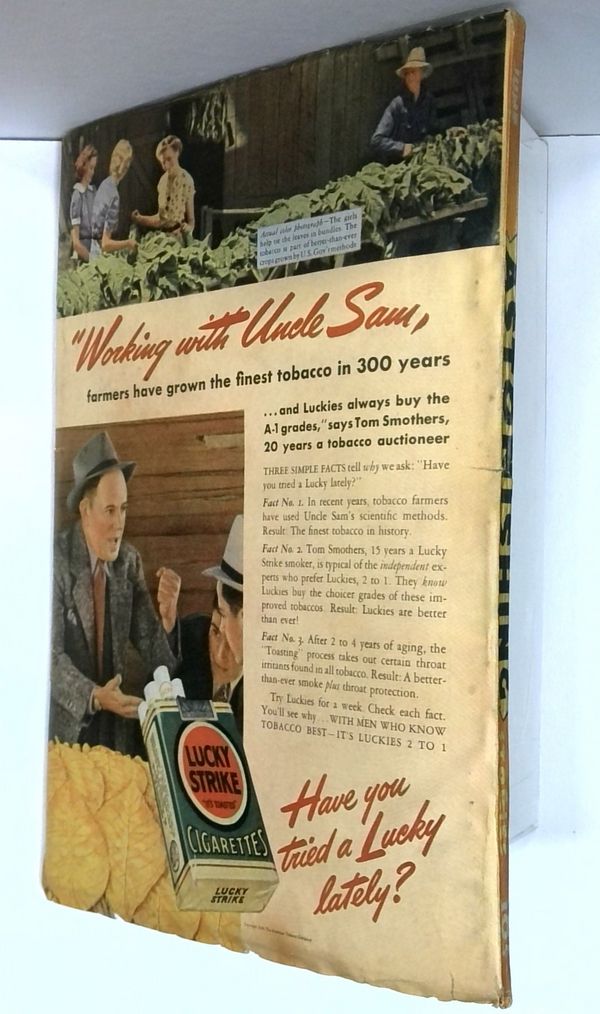 Actual color photograph—The girls
help tie the leaves in bundles. The
tobacco is part of better-than-ever
crops grown by U.S. Gov't methods
"Working with Uncle Sam,
farmers have grown the finest tobacco in 300 years
...and Luckies always buy the
A-1 grades," says Tom Smothers,
20 years a tobacco auctioneer
THREE SIMPLE FACTS tell why we ask: "Have
you tried a Lucky lately?"
Fact No. 1. In recent years, tobacco farmers
have used Uncle Sam's scientific methods.
Result: The finest tobacco in history.
Fact No. 2. Tom Smothers, 15 years a Lucky
Strike smoker, is typical of the independent ex-
perts who prefer Luckies, 2 to 1. They know
Luckies buy the choicer grades of these im-
proved tobaccos. Result: Luckies are better
than ever!
Fact No. 3. After 2 to 4 years of aging, the
"Toasting" process takes out certain throat
irritants found in all tobacco. Result: A better-
than-ever smoke plus throat protection.
Try Luckies for a week. Check each fact.
You'll see why...WITH MEN WHO KNOW
TOBACCO BEST—IT'S LUCKIES 2 TO 1
LUCKY
STRIKE
"IT'S TOASTED"
CIGARETTES
LUCKY
STRIKE
Have you
tried a Lucky
lately?
ASTONISHING